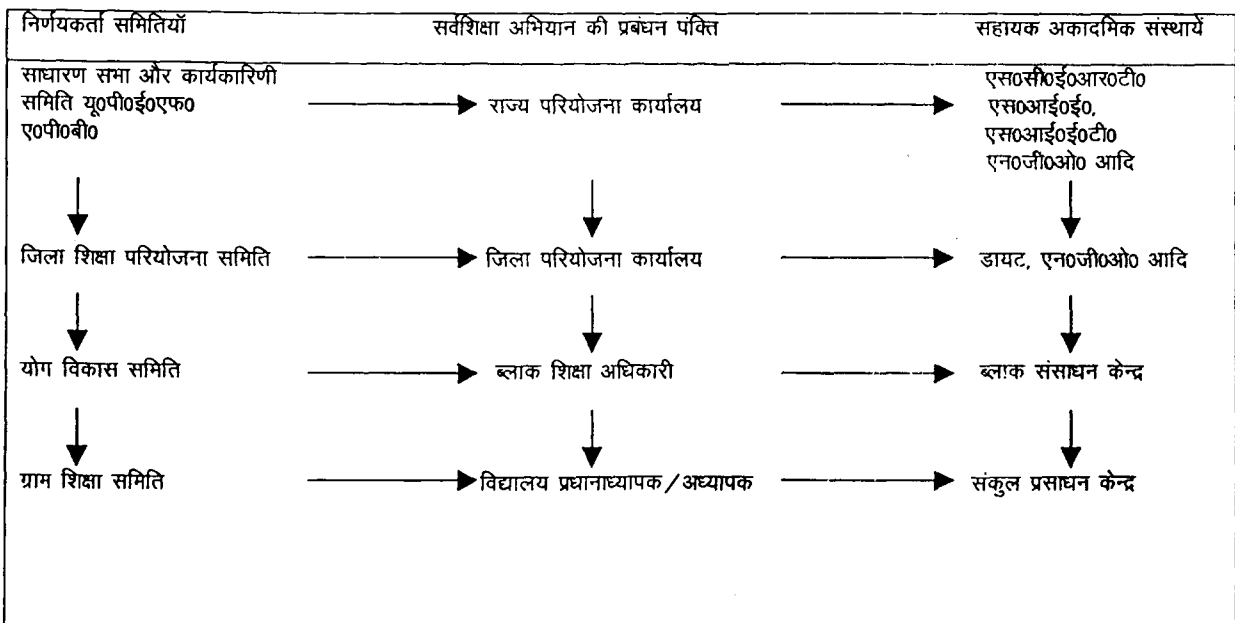 निर्णयकर्ता समितियॉ सर्वशिक्षा अभियान की प्रबंधन पंक्ति सहायक अकादमिक संस्थायें
साधारण सभा और कार्यकारिणी
समिति यू0पी0ई0एफ0
ए0पी0बी0
राज्य परियोजना कार्यालय
एस0सी0ई0आर0टी0
एस0आई0ई0,
एस0आई0ई0टी0
एन0जी0ओ0 आदि
जिला शिक्षा परियोजना समिति जिला परियोजना कार्यालय डायट, एन0जी0ओ0 आदि
योग विकास समिति ब्लाक शिक्षा अधिकारी ब्लाक संसाधन केन्द्र
ग्राम शिक्षा समिति विद्यालय प्रधानाध्यापक/अध्यापक संकुल प्रसाधन केन्द्र